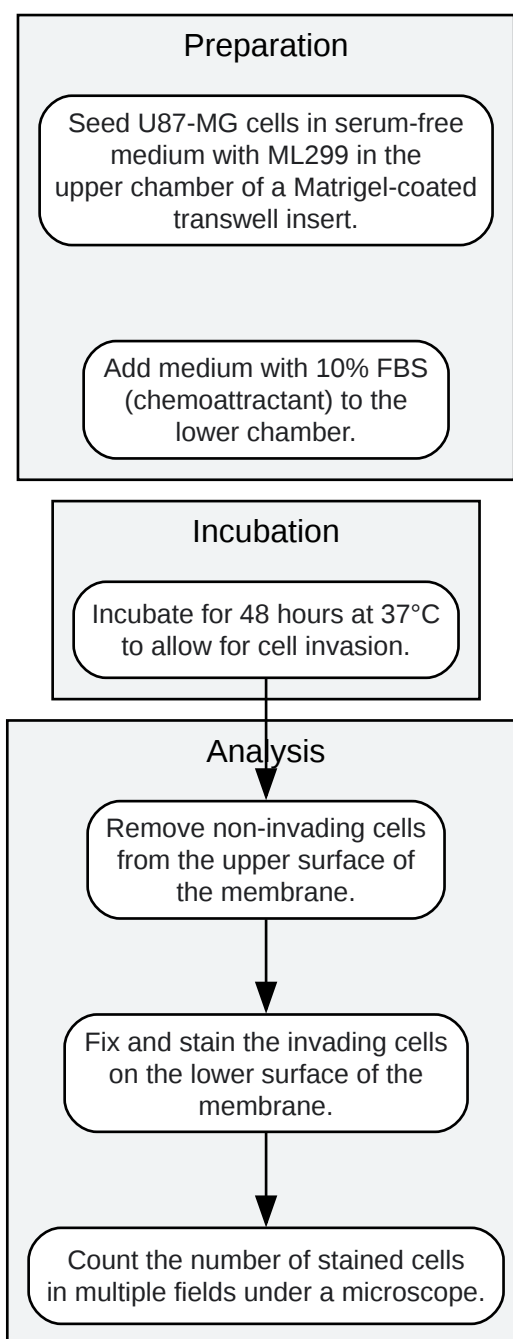 Preparation
Seed U87-MG cells in serum-free
medium with ML299 in the
upper chamber of a Matrigel-coated
transwell insert.
Add medium with 10% FBS
(chemoattractant) to the
lower chamber.
Incubation
Incubate for 48 hours at 37°C
to allow for cell invasion.
Analysis
Remove non-invading cells
from the upper surface of
the membrane.
Fix and stain the invading cells
on the lower surface of the
membrane.
Count the number of stained cells
in multiple fields under a microscope.